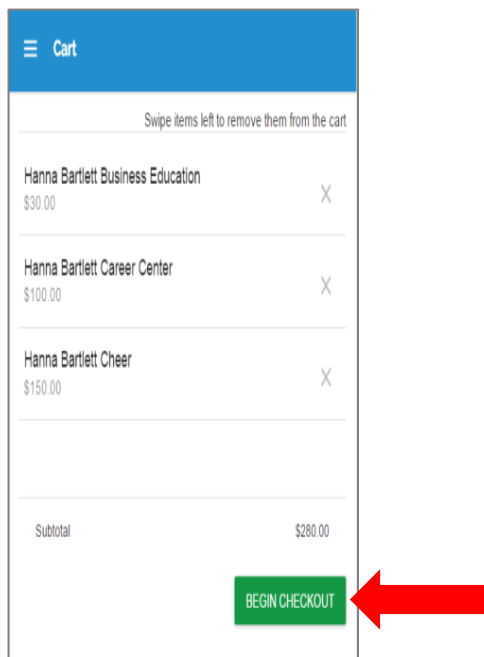 Cart
Swipe items left to remove them from the cart
Hanna Bartlett Business Education
$30.00
Hanna Bartlett Career Center
$100.00
Hanna Bartlett Cheer
$150.00
Subtotal $280.00
BEGIN CHECKOUT